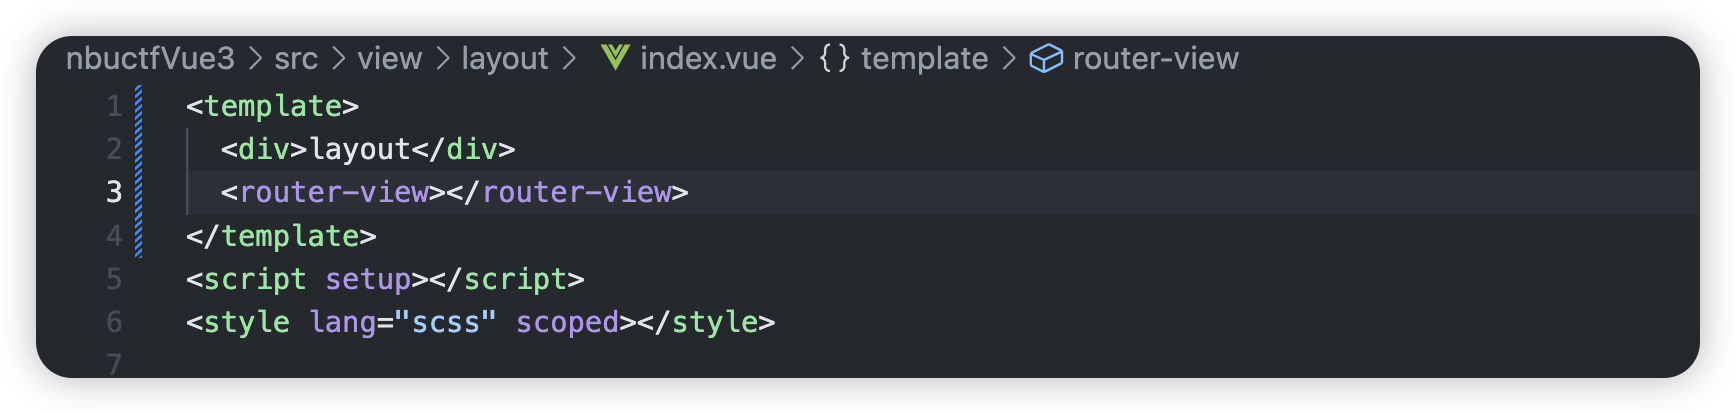 nbuctfVue3 > src > view > layout > index.vue > {} template > router-view
1 <template>
2   <div>layout</div>
3   <router-view></router-view>
4 </template>
5 <script setup></script>
6 <style lang="scss" scoped></style>
7